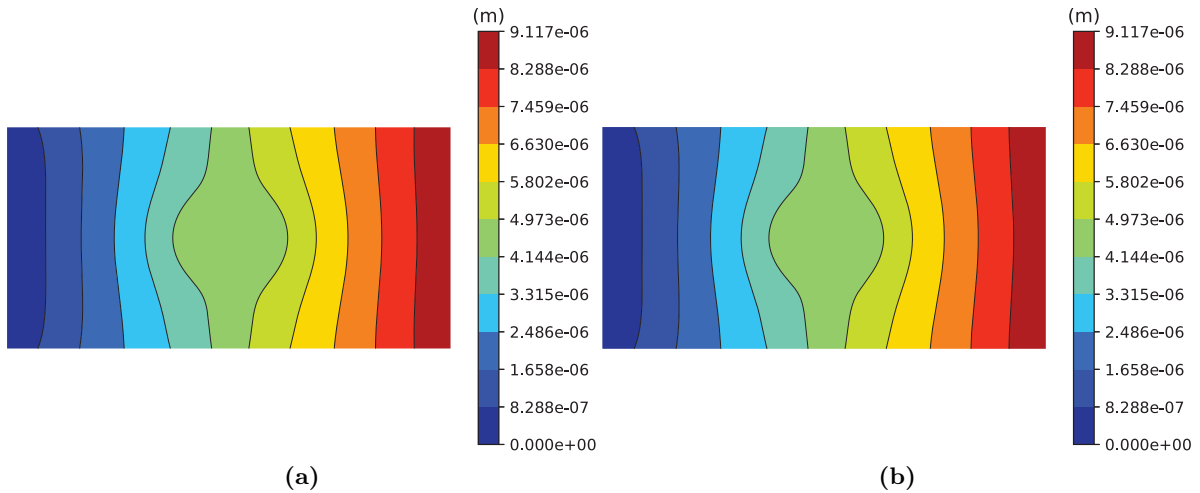 (m)
9.117e-06
8.288e-06
7.459e-06
6.630e-06
5.802e-06
4.973e-06
4.144e-06
3.315e-06
2.486e-06
1.658e-06
8.288e-07
0.000e+00
(a)
(m)
9.117e-06
8.288e-06
7.459e-06
6.630e-06
5.802e-06
4.973e-06
4.144e-06
3.315e-06
2.486e-06
1.658e-06
8.288e-07
0.000e+00
(b)